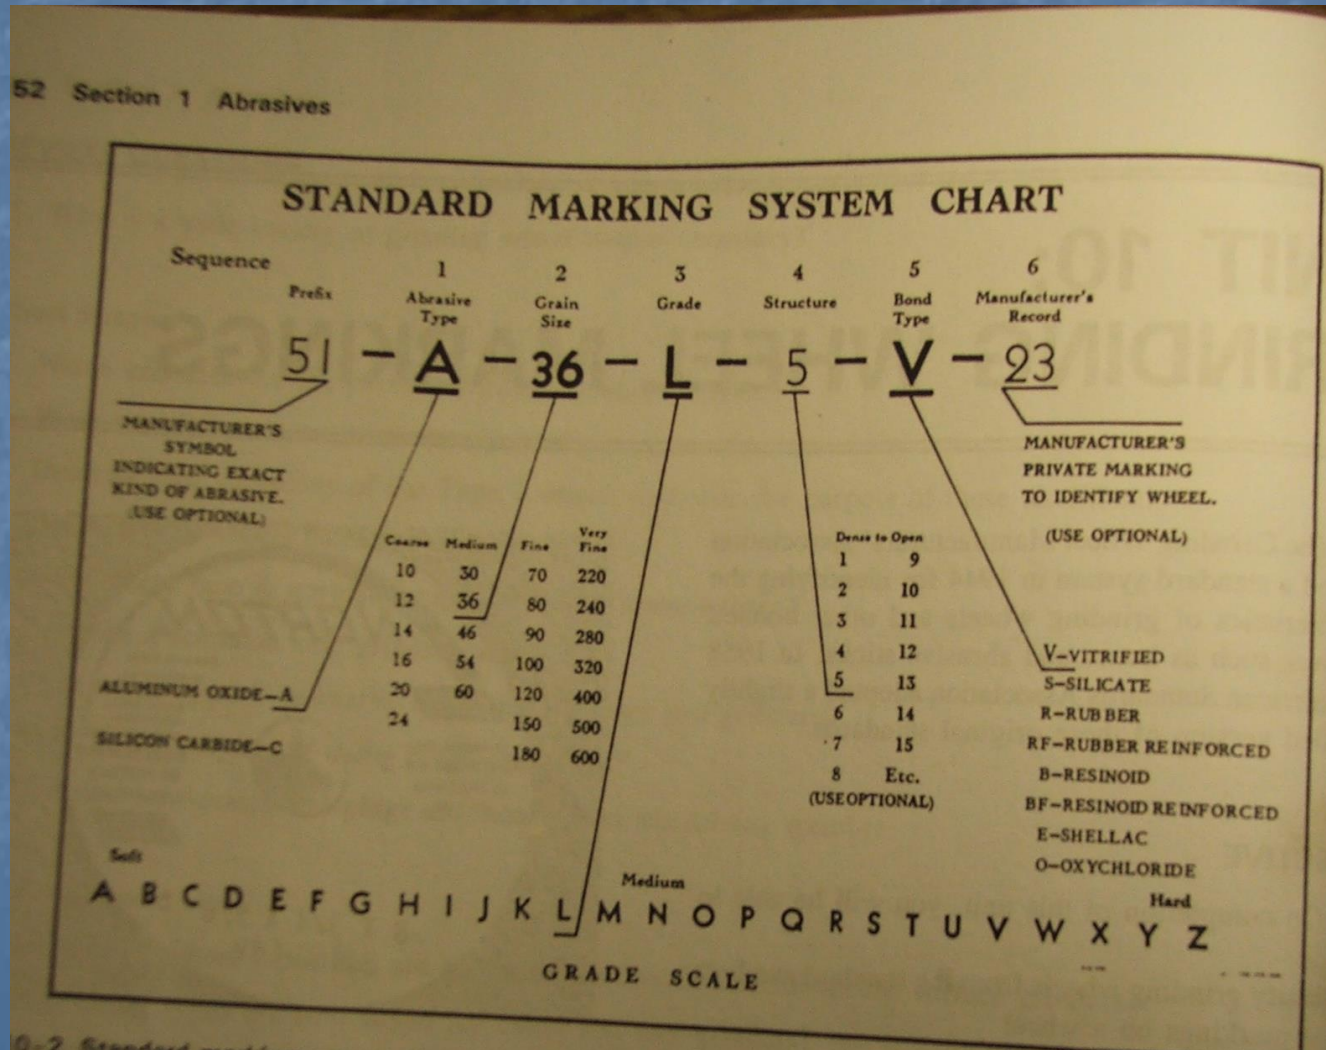 52 Section 1 Abrasives
STANDARD MARKING SYSTEM CHART
Sequence 1 2 3 4 5 6
Prefix Abrasive Type Grain Size Grade Structure Bond Type Manufacturer's Record
51 – A – 36 – L – 5 – V – 23
MANUFACTURER'S
SYMBOL
INDICATING EXACT
KIND OF ABRASIVE.
(USE OPTIONAL)
MANUFACTURER'S
PRIVATE MARKING
TO IDENTIFY WHEEL.
(USE OPTIONAL)
ALUMINUM OXIDE–A
SILICON CARBIDE–C
Coarse Medium Fine Very Fine
10 30 70 220
12 36 80 240
14 46 90 280
16 54 100 320
20 60 120 400
24 150 500
180 600
Dense to Open
1 9
2 10
3 11
4 12
5 13
6 14
7 15
8 Etc.
(USE OPTIONAL)
V–VITRIFIED
S–SILICATE
R–RUBBER
RF–RUBBER REINFORCED
B–RESINOID
BF–RESINOID REINFORCED
E–SHELLAC
O–OXYCHLORIDE
Soft Medium Hard
A B C D E F G H I J K L M N O P Q R S T U V W X Y Z
GRADE SCALE